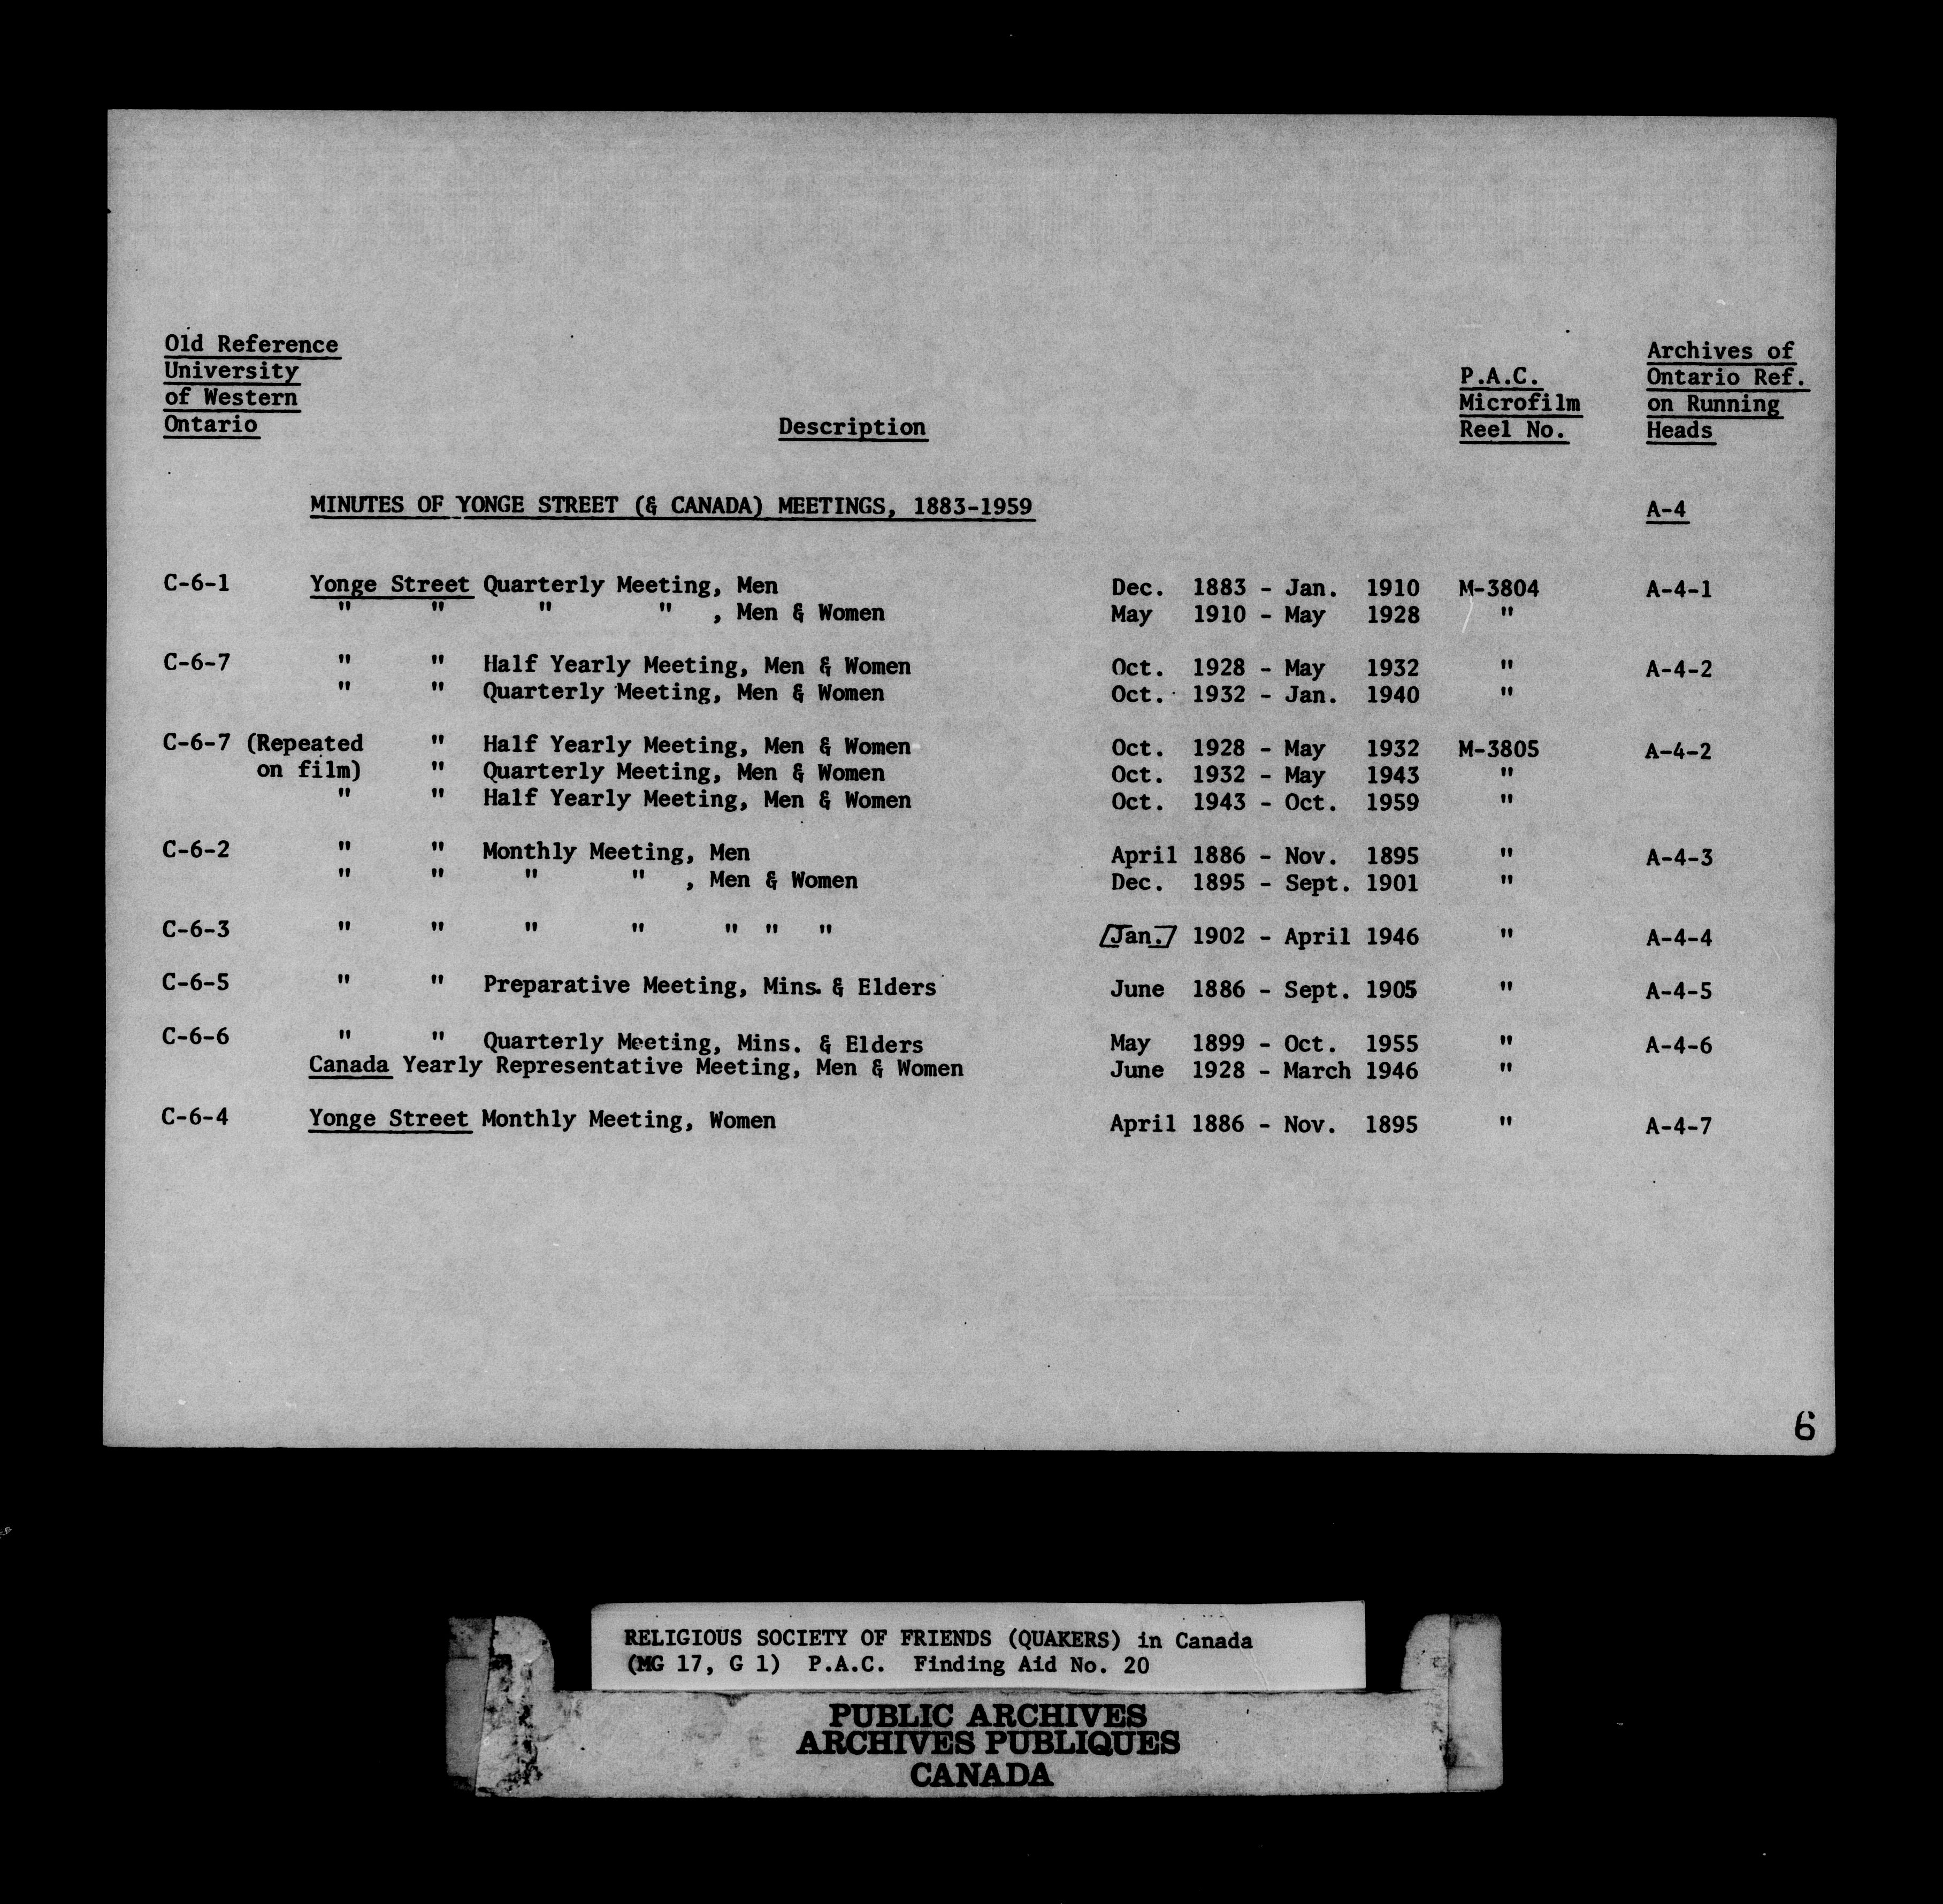 Old Reference
University
of Western
Ontario
Description
P.A.C.
Microfilm
Reel No.
Archives of
Ontario Ref.
on Running
Heads
MINUTES OF YONGE STREET (& CANADA) MEETINGS, 1883-1959 A-4
C-6-1 Yonge Street Quarterly Meeting, Men Dec. 1883 - Jan. 1910 M-3804 A-4-1
" " " " , Men & Women May 1910 - May 1928 "
C-6-7 " " Half Yearly Meeting, Men & Women Oct. 1928 - May 1932 " A-4-2
" " Quarterly Meeting, Men & Women Oct. 1932 - Jan. 1940 "
C-6-7 (Repeated " Half Yearly Meeting, Men & Women Oct. 1928 - May 1932 M-3805 A-4-2
on film) " Quarterly Meeting, Men & Women Oct. 1932 - May 1943 "
" " Half Yearly Meeting, Men & Women Oct. 1943 - Oct. 1959 "
C-6-2 " " Monthly Meeting, Men April 1886 - Nov. 1895 " A-4-3
" " " " , Men & Women Dec. 1895 - Sept. 1901 "
C-6-3 " " " " " " " [Jan.] 1902 - April 1946 " A-4-4
C-6-5 " " Preparative Meeting, Mins. & Elders June 1886 - Sept. 1905 " A-4-5
C-6-6 " " Quarterly Meeting, Mins. & Elders May 1899 - Oct. 1955 " A-4-6
Canada Yearly Representative Meeting, Men & Women June 1928 - March 1946 "
C-6-4 Yonge Street Monthly Meeting, Women April 1886 - Nov. 1895 " A-4-7
6
RELIGIOUS SOCIETY OF FRIENDS (QUAKERS) in Canada
(MG 17, G 1) P.A.C. Finding Aid No. 20
PUBLIC ARCHIVES
ARCHIVES PUBLIQUES
CANADA